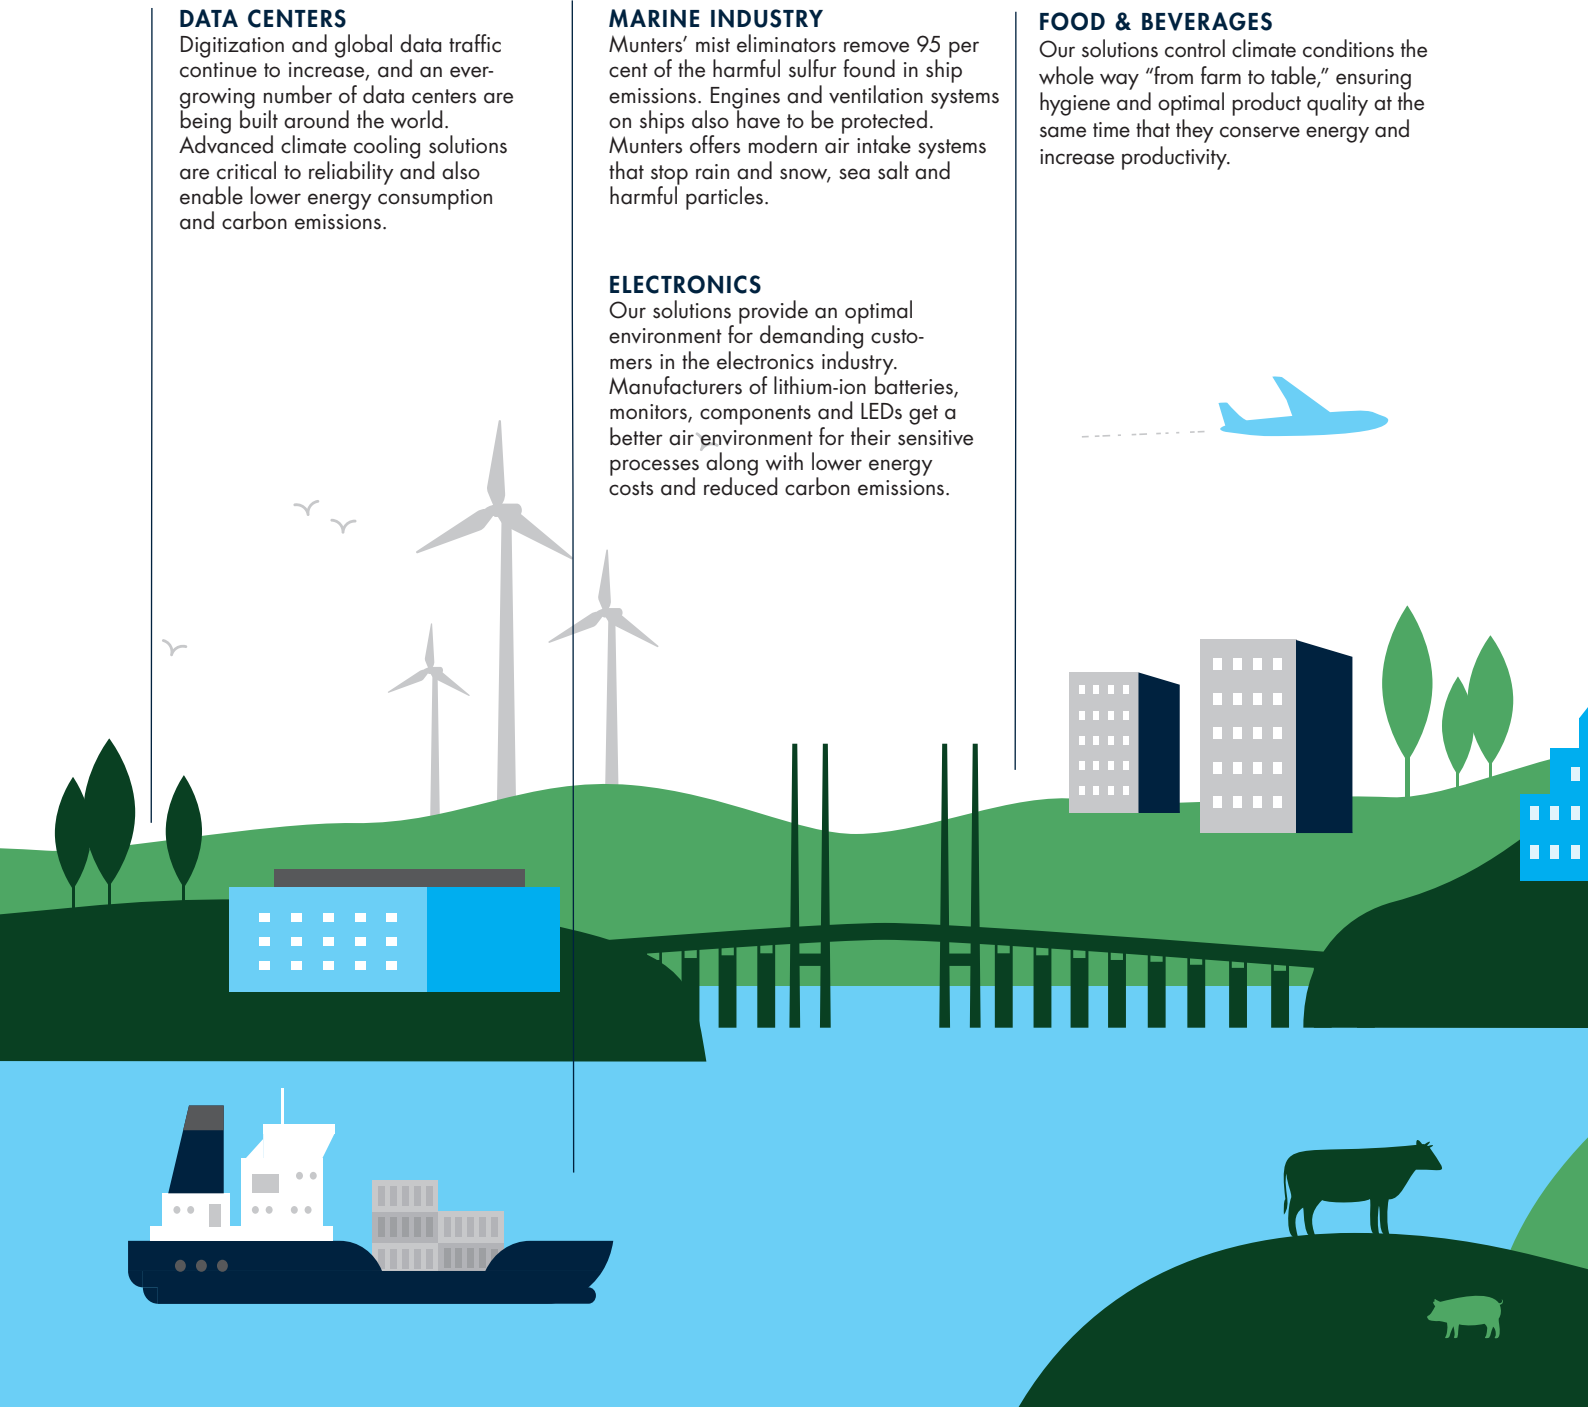 DATA CENTERS
Digitization and global data traffic
continue to increase, and an ever-
growing number of data centers are
being built around the world.
Advanced climate cooling solutions
are critical to reliability and also
enable lower energy consumption
and carbon emissions.
MARINE INDUSTRY
Munters’ mist eliminators remove 95 per
cent of the harmful sulfur found in ship
emissions. Engines and ventilation systems
on ships also have to be protected.
Munters offers modern air intake systems
that stop rain and snow, sea salt and
harmful particles.
ELECTRONICS
Our solutions provide an optimal
environment for demanding custo-
mers in the electronics industry.
Manufacturers of lithium-ion batteries,
monitors, components and LEDs get a
better air environment for their sensitive
processes along with lower energy
costs and reduced carbon emissions.
FOOD & BEVERAGES
Our solutions control climate conditions the
whole way “from farm to table,” ensuring
hygiene and optimal product quality at the
same time that they conserve energy and
increase productivity.